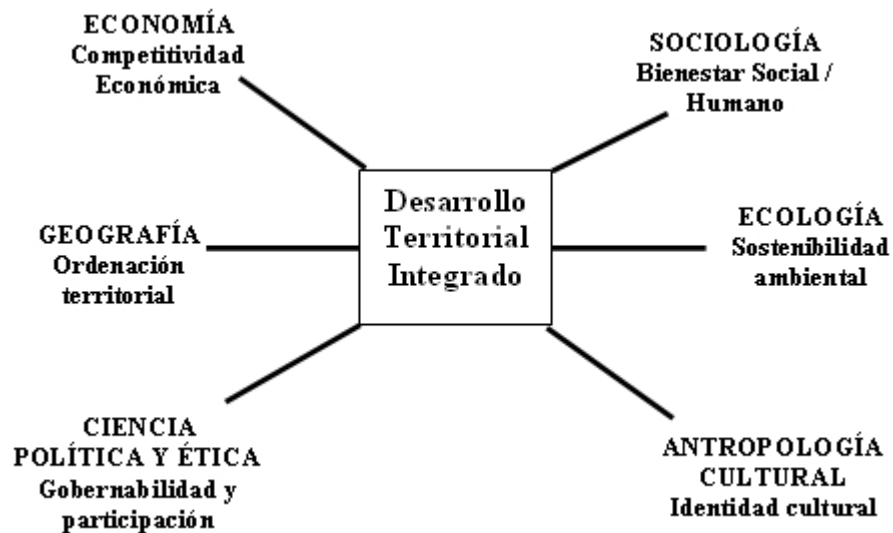 ECONOMÍA
Competitividad
Económica
SOCIOLOGÍA
Bienestar Social /
Humano
Desarrollo
Territorial
Integrado
GEOGRAFÍA
Ordenación
territorial
ECOLOGÍA
Sostenibilidad
ambiental
CIENCIA
POLÍTICA Y ÉTICA
Gobernabilidad y
participación
ANTROPOLOGÍA
CULTURAL
Identidad cultural